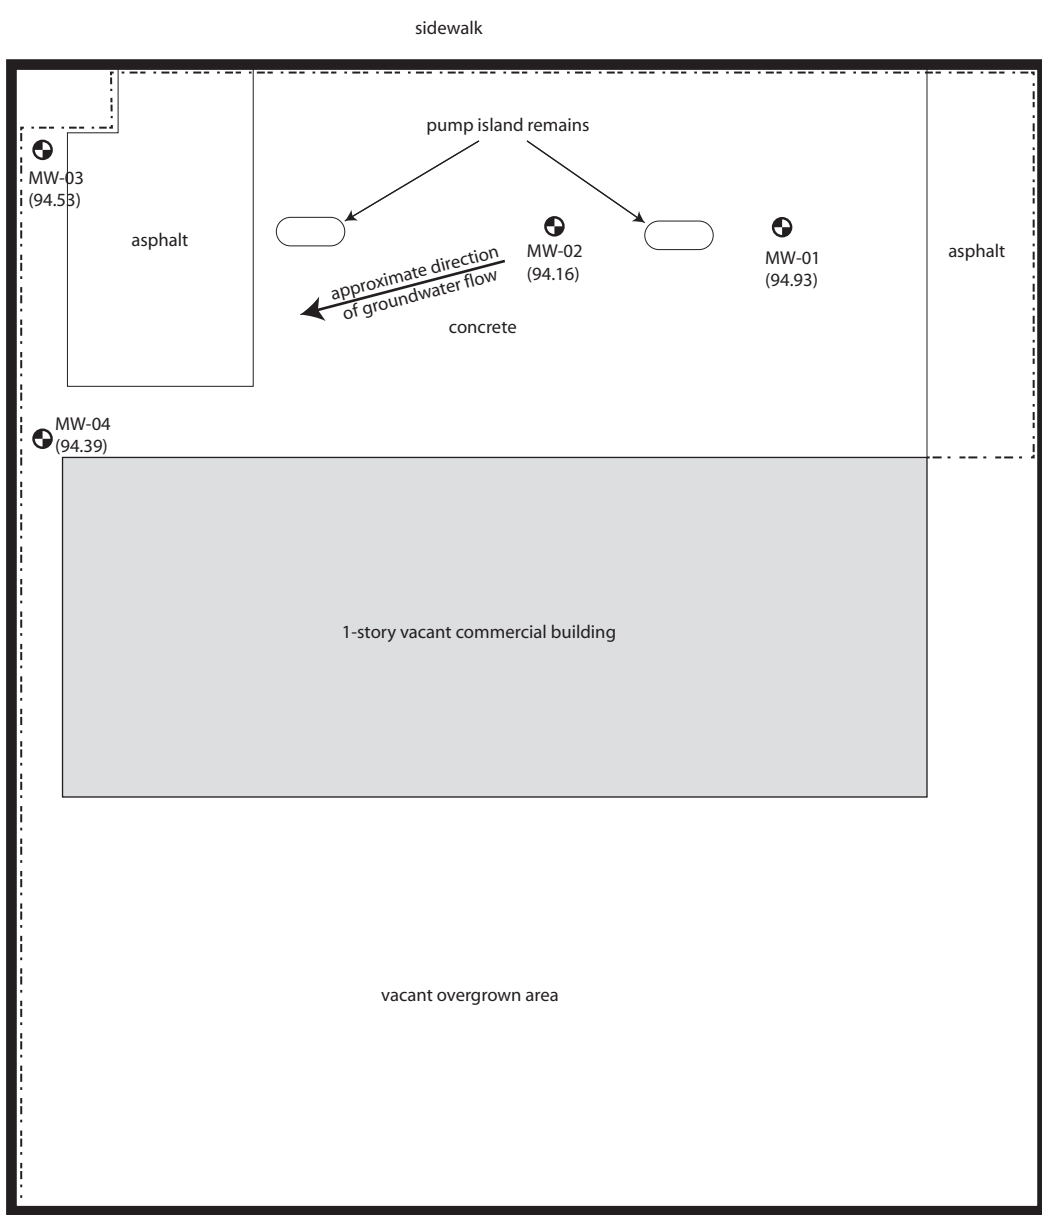 sidewalk
pump island remains
MW-03
(94.53)
asphalt
MW-02
(94.16)
MW-01
(94.93)
asphalt
approximate direction
of groundwater flow
concrete
MW-04
(94.39)
1-story vacant commercial building
vacant overgrown area